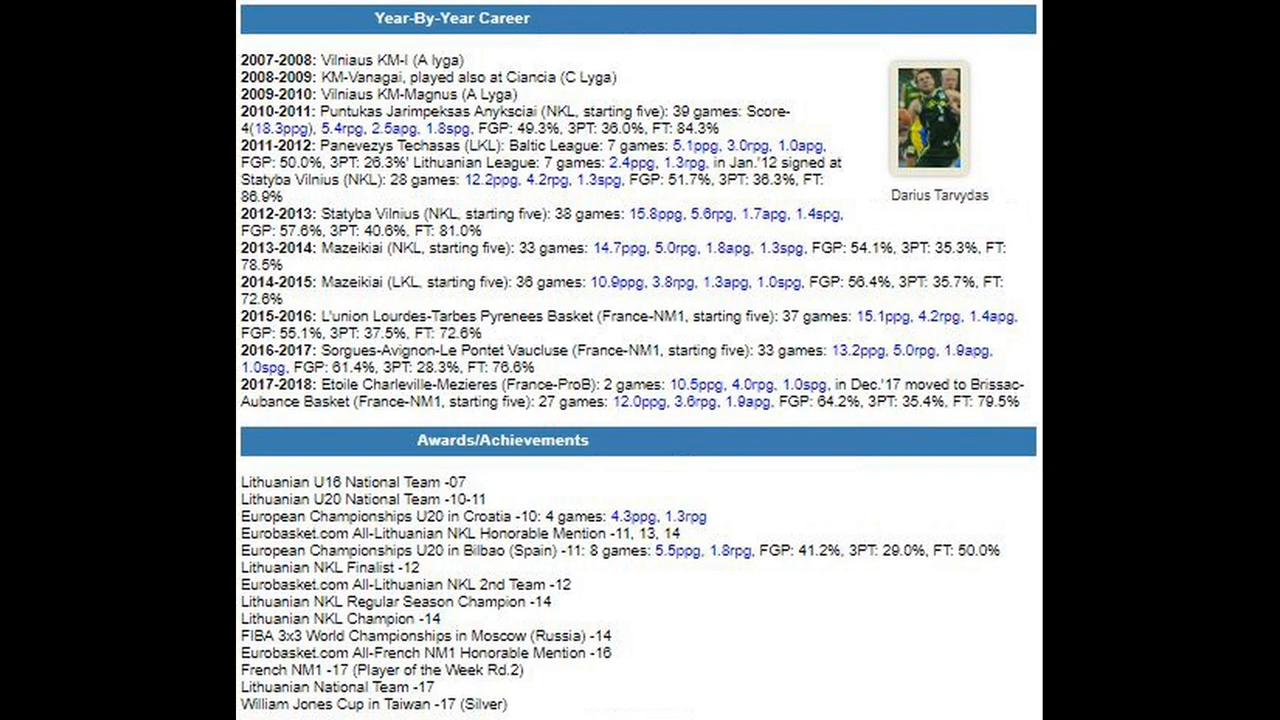 Year-By-Year Career
2007-2008: Vilniaus KM-I (A lyga)
2008-2009: KM-Vanagai, played also at Ciancia (C Lyga)
2009-2010: Vilniaus KM-Magnus (A Lyga)
2010-2011: Puntukas Jarimpeksas Anyksciai (NKL, starting five): 39 games: Score-
4(18.3ppg), 5.4rpg, 2.5apg, 1.8spg, FGP: 49.3%, 3PT: 36.0%, FT: 84.3%
2011-2012: Panevezys Techasas (LKL): Baltic League: 7 games: 5.1ppg, 3.0rpg, 1.0apg,
FGP: 50.0%, 3PT: 26.3%' Lithuanian League: 7 games: 2.4ppg, 1.3rpg, in Jan.'12 signed at
Statyba Vilnius (NKL): 28 games: 12.2ppg, 4.2rpg, 1.3spg, FGP: 51.7%, 3PT: 36.3%, FT:
86.9%
2012-2013: Statyba Vilnius (NKL, starting five): 38 games: 15.8ppg, 5.6rpg, 1.7apg, 1.4spg,
FGP: 57.6%, 3PT: 40.6%, FT: 81.0%
2013-2014: Mazeikiai (NKL, starting five): 33 games: 14.7ppg, 5.0rpg, 1.8apg, 1.3spg, FGP: 54.1%, 3PT: 35.3%, FT:
78.5%
2014-2015: Mazeikiai (LKL, starting five): 36 games: 10.9ppg, 3.8rpg, 1.3apg, 1.0spg, FGP: 56.4%, 3PT: 35.7%, FT:
72.6%
2015-2016: L'union Lourdes-Tarbes Pyrenees Basket (France-NM1, starting five): 37 games: 15.1ppg, 4.2rpg, 1.4apg,
FGP: 55.1%, 3PT: 37.5%, FT: 72.6%
2016-2017: Sorgues-Avignon-Le Pontet Vaucluse (France-NM1, starting five): 33 games: 13.2ppg, 5.0rpg, 1.9apg,
1.0spg, FGP: 61.4%, 3PT: 28.3%, FT: 76.6%
2017-2018: Etoile Charleville-Mezieres (France-ProB): 2 games: 10.5ppg, 4.0rpg, 1.0spg, in Dec.'17 moved to Brissac-
Aubance Basket (France-NM1, starting five): 27 games: 12.0ppg, 3.6rpg, 1.9apg, FGP: 64.2%, 3PT: 35.4%, FT: 79.5%
Darius Tarvydas
Awards/Achievements
Lithuanian U16 National Team -07
Lithuanian U20 National Team -10-11
European Championships U20 in Croatia -10: 4 games: 4.3ppg, 1.3rpg
Eurobasket.com All-Lithuanian NKL Honorable Mention -11, 13, 14
European Championships U20 in Bilbao (Spain) -11: 8 games: 5.5ppg, 1.8rpg, FGP: 41.2%, 3PT: 29.0%, FT: 50.0%
Lithuanian NKL Finalist -12
Eurobasket.com All-Lithuanian NKL 2nd Team -12
Lithuanian NKL Regular Season Champion -14
Lithuanian NKL Champion -14
FIBA 3x3 World Championships in Moscow (Russia) -14
Eurobasket.com All-French NM1 Honorable Mention -16
French NM1 -17 (Player of the Week Rd.2)
Lithuanian National Team -17
William Jones Cup in Taiwan -17 (Silver)